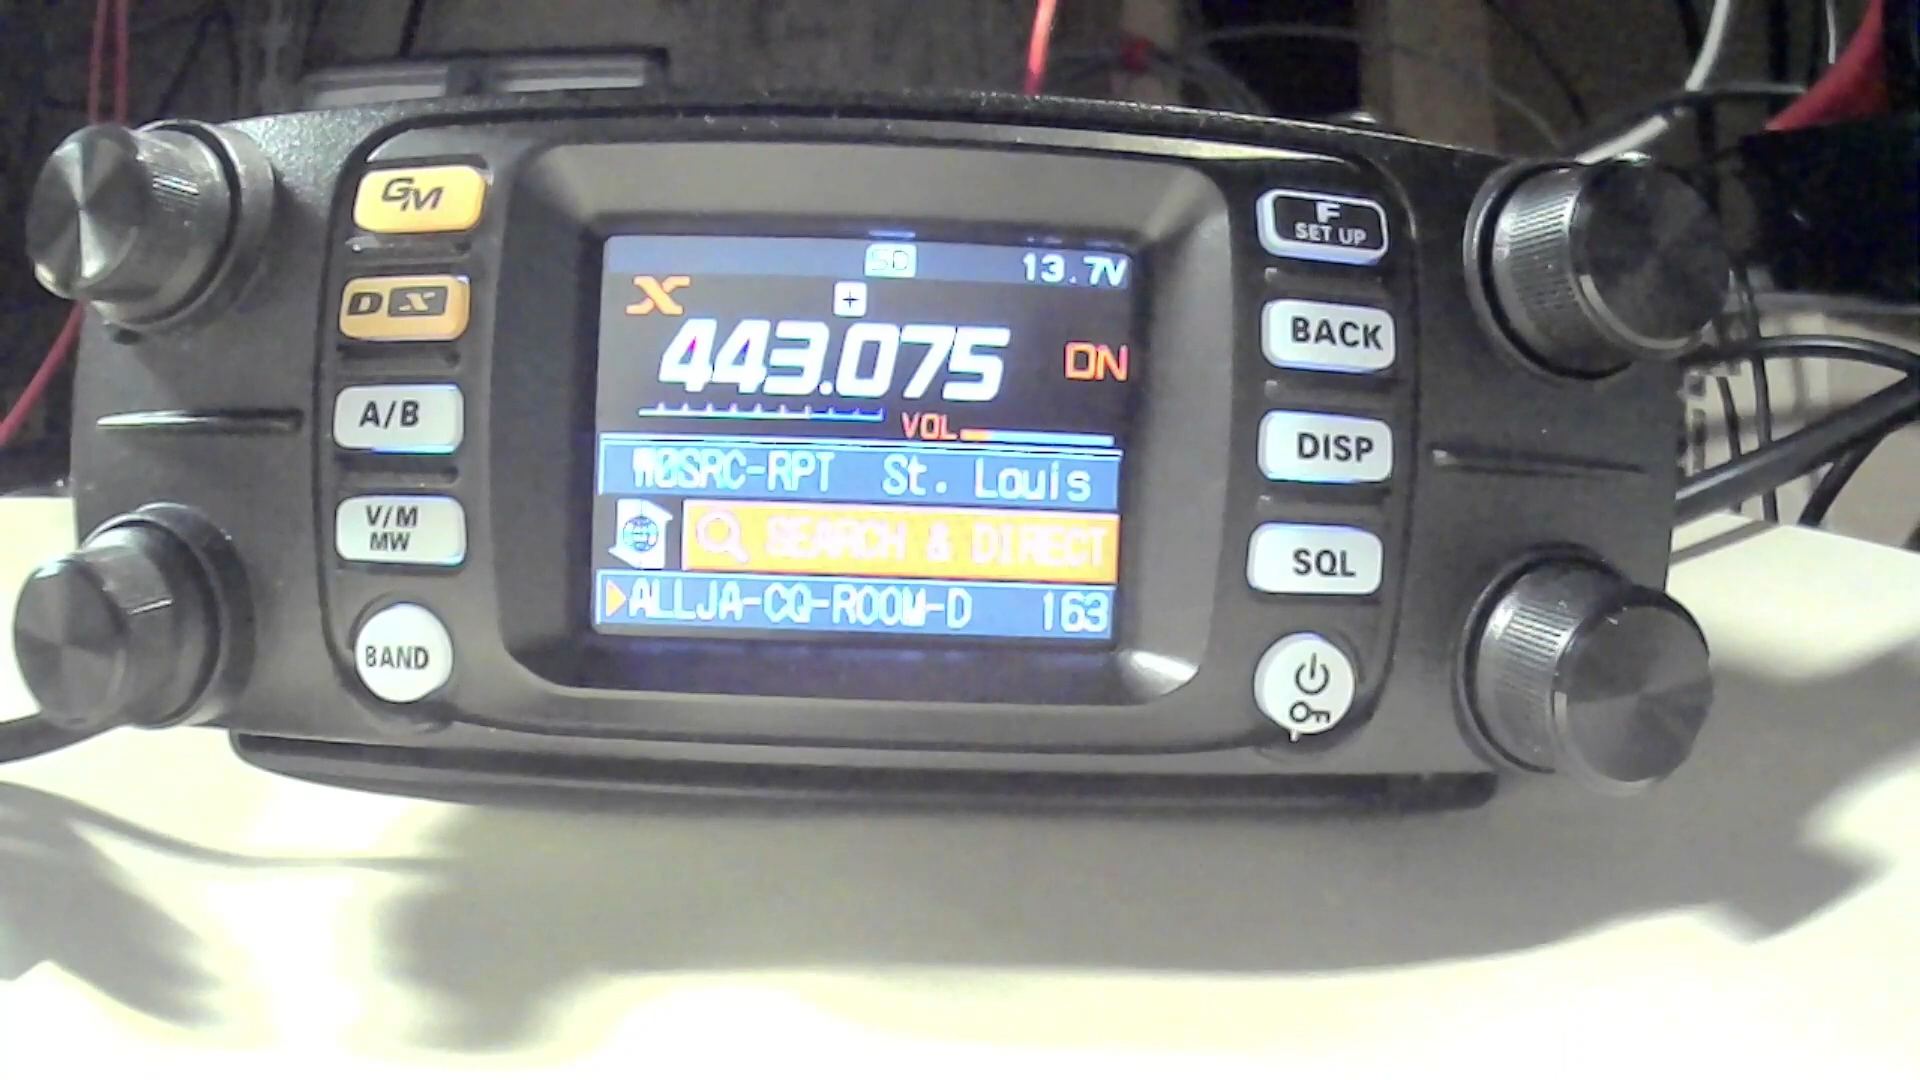 GM
DX
A/B
V/M
MW
BAND
SD 13.7V
X +
443.075 DN
VOL
W0SRC-RPT St. Louis
SEARCH & DIRECT
ALLJA-CQ-ROOM-D 163
F
SET UP
BACK
DISP
SQL